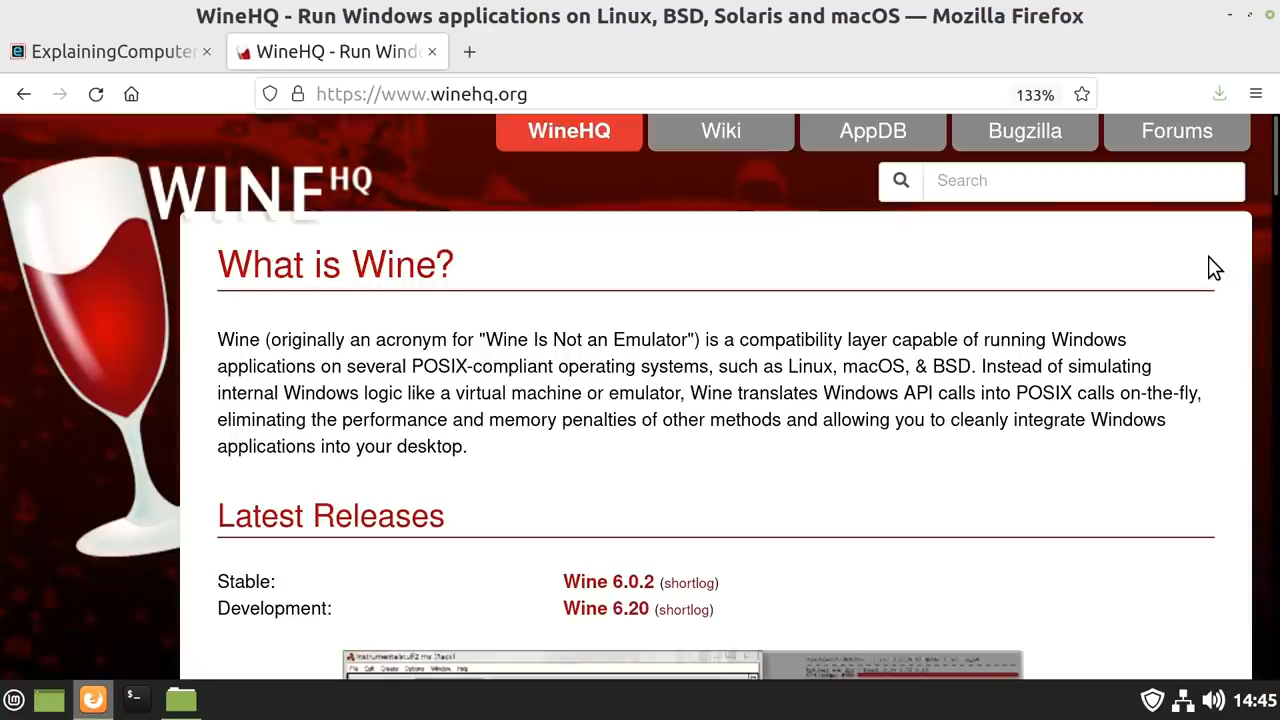 WineHQ - Run Windows applications on Linux, BSD, Solaris and macOS — Mozilla Firefox
ExplainingComputer
WineHQ - Run Wind
https://www.winehq.org
133%
WineHQ
Wiki
AppDB
Bugzilla
Forums
WINE HQ
Search
What is Wine?
Wine (originally an acronym for "Wine Is Not an Emulator") is a compatibility layer capable of running Windows
applications on several POSIX-compliant operating systems, such as Linux, macOS, & BSD. Instead of simulating
internal Windows logic like a virtual machine or emulator, Wine translates Windows API calls into POSIX calls on-the-fly,
eliminating the performance and memory penalties of other methods and allowing you to cleanly integrate Windows
applications into your desktop.
Latest Releases
Stable: Wine 6.0.2 (shortlog)
Development: Wine 6.20 (shortlog)
File Edit Create Options Window Help
14:45